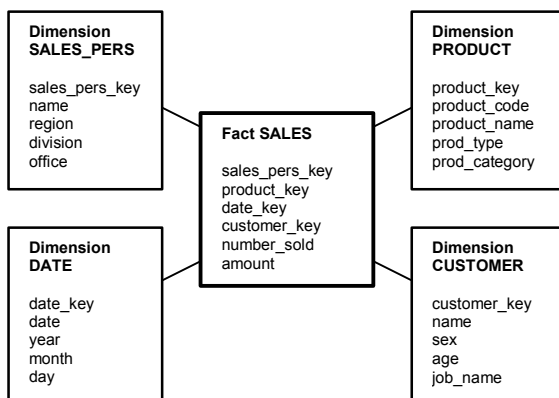 Dimension
SALES_PERS
sales_pers_key
name
region
division
office
Dimension
PRODUCT
product_key
product_code
product_name
prod_type
prod_category
Fact SALES
sales_pers_key
product_key
date_key
customer_key
number_sold
amount
Dimension
DATE
date_key
date
year
month
day
Dimension
CUSTOMER
customer_key
name
sex
age
job_name